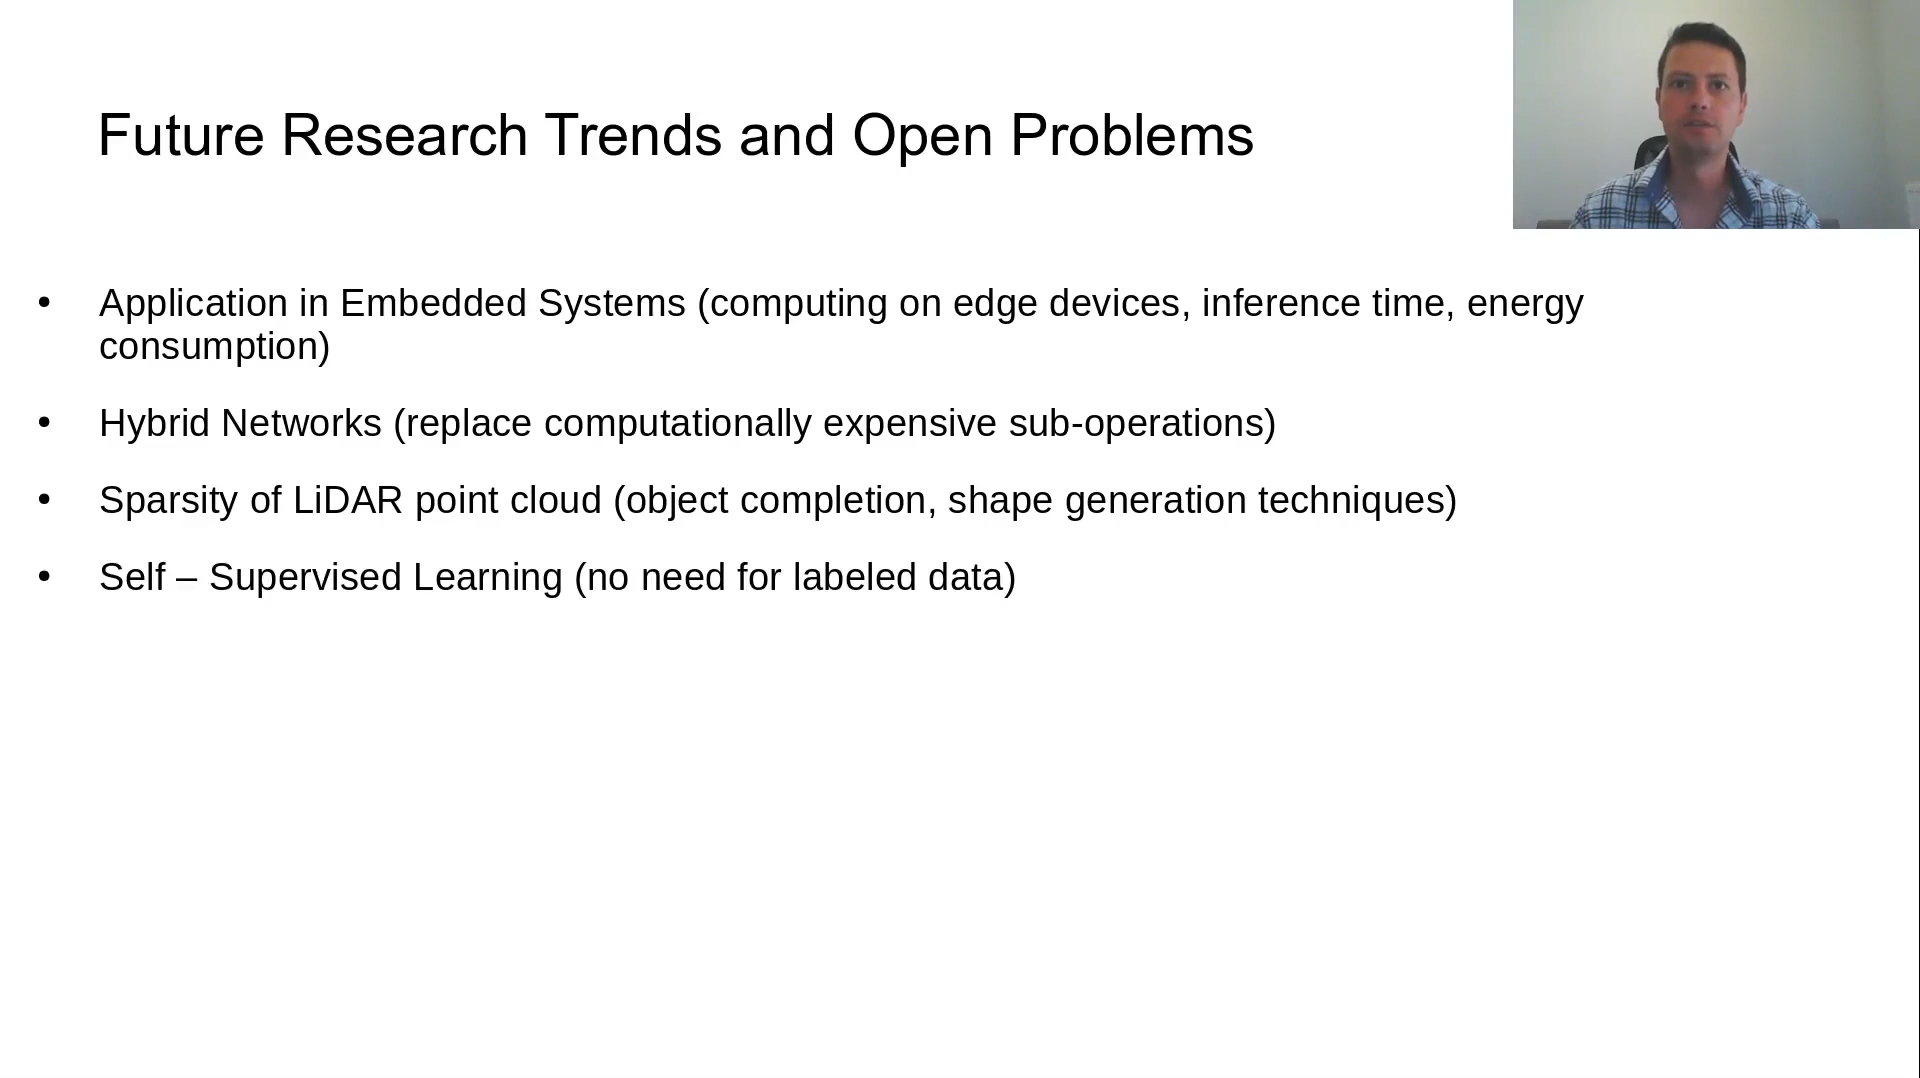 Future Research Trends and Open Problems
• Application in Embedded Systems (computing on edge devices, inference time, energy
consumption)
• Hybrid Networks (replace computationally expensive sub-operations)
• Sparsity of LiDAR point cloud (object completion, shape generation techniques)
• Self – Supervised Learning (no need for labeled data)